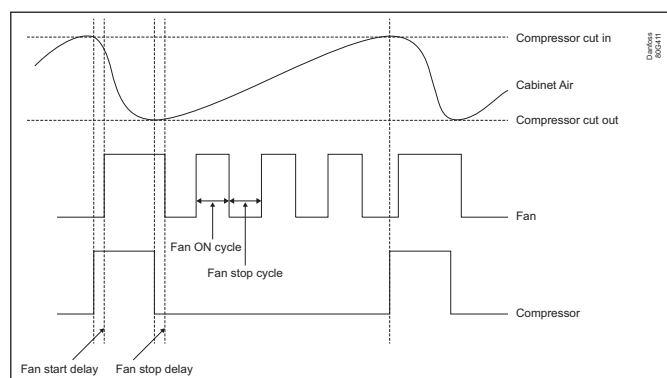 Compressor cut in
Danfoss
80G411
Cabinet Air
Compressor cut out
Fan
Fan ON cycle
Fan stop cycle
Compressor
Fan start delay
Fan stop delay